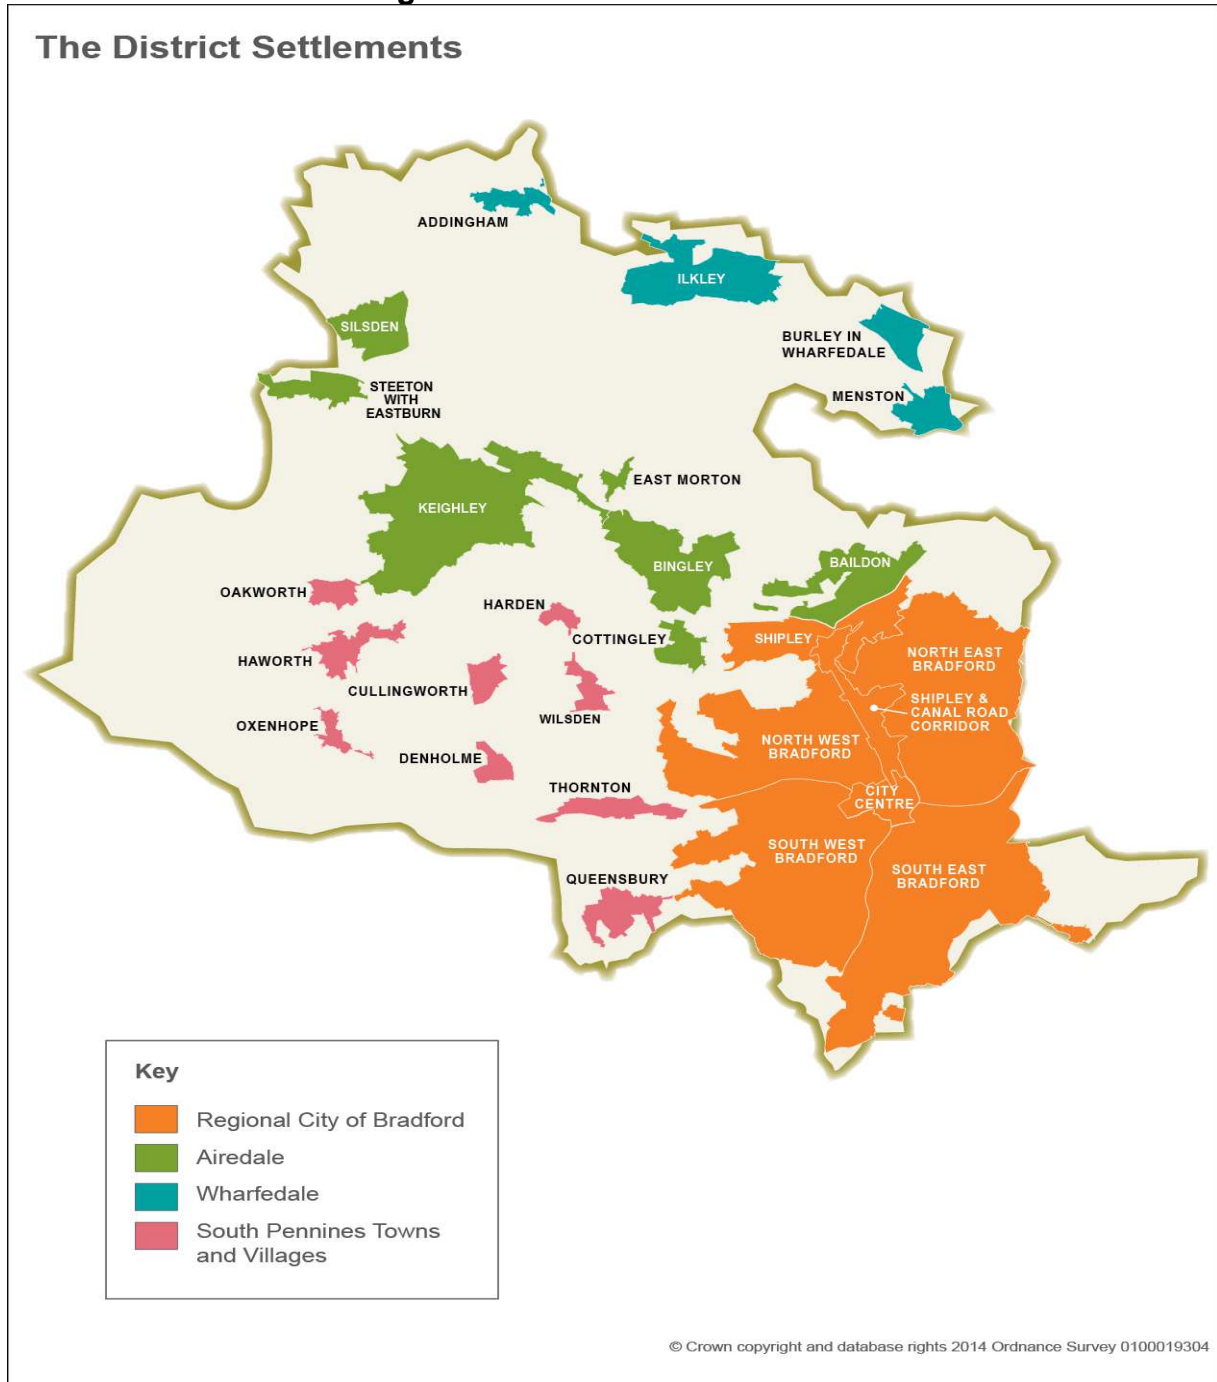 The District Settlements
ADDINGHAM
ILKLEY
SILSDEN
BURLEY IN
WHARFEDALE
STEETON
WITH
EASTBURN
MENSTON
EAST MORTON
KEIGHLEY
BINGLEY
BAILDON
OAKWORTH
HARDEN
COTTINGLEY
SHIPLEY
HAWORTH
NORTH EAST
BRADFORD
CULLINGWORTH
WILSDEN
SHIPLEY &
CANAL ROAD
CORRIDOR
OXENHOPE
NORTH WEST
BRADFORD
DENHOLME
THORNTON
CITY
CENTRE
SOUTH WEST
BRADFORD
SOUTH EAST
BRADFORD
QUEENSBURY
Key
Regional City of Bradford
Airedale
Wharfedale
South Pennines Towns
and Villages
© Crown copyright and database rights 2014 Ordnance Survey 0100019304